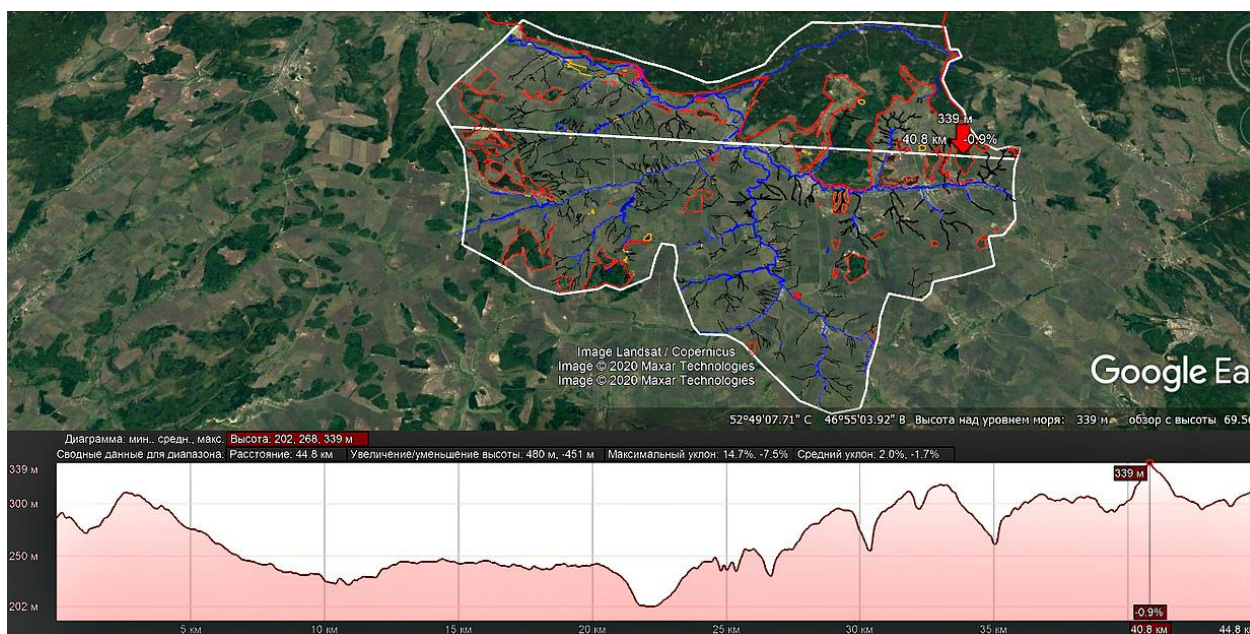 339 м
40.8 км -0.9%
Image Landsat / Copernicus
Image © 2020 Maxar Technologies
Image © 2020 Maxar Technologies
Google Ea
52°49'07.71" С 46°55'03.92" В Высота над уровнем моря: 339 м обзор с высоты 69.5
Диаграмма: мин., средн., макс. Высота: 202, 268, 339 м
Сводные данные для диапазона: Расстояние: 44.8 км Увеличение/уменьшение высоты: 480 м, -451 м Максимальный уклон: 14.7%, -7.5% Средний уклон: 2.0%, -1.7%
339 м
339 м
300 м
250 м
202 м
-0.9%
5 км 10 км 15 км 20 км 25 км 30 км 35 км 40.8 км 44.8 к